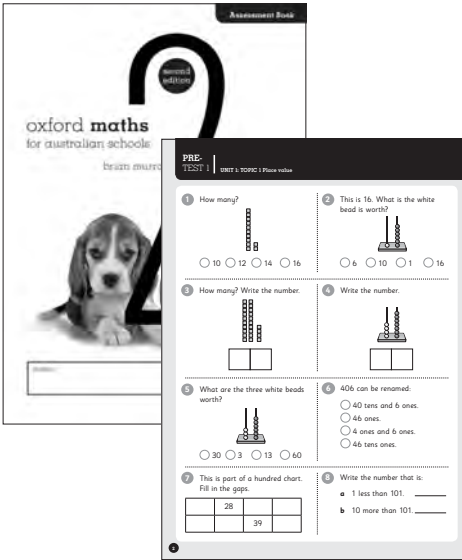 Assessment Book
second
edition
oxford maths
for australian schools
brian murra
PRE-
TEST 1
UNIT 1: TOPIC 1 Place value
1 How many?
10 12 14 16
2 This is 16. What is the white
bead is worth?
6 10 1 16
3 How many? Write the number.
4 Write the number.
5 What are the three white beads
worth?
30 3 13 60
6 406 can be renamed:
40 tens and 6 ones.
46 ones.
4 ones and 6 ones.
46 tens ones.
7 This is part of a hundred chart.
Fill in the gaps.
28
39
8 Write the number that is:
a 1 less than 101.
b 10 more than 101.
2